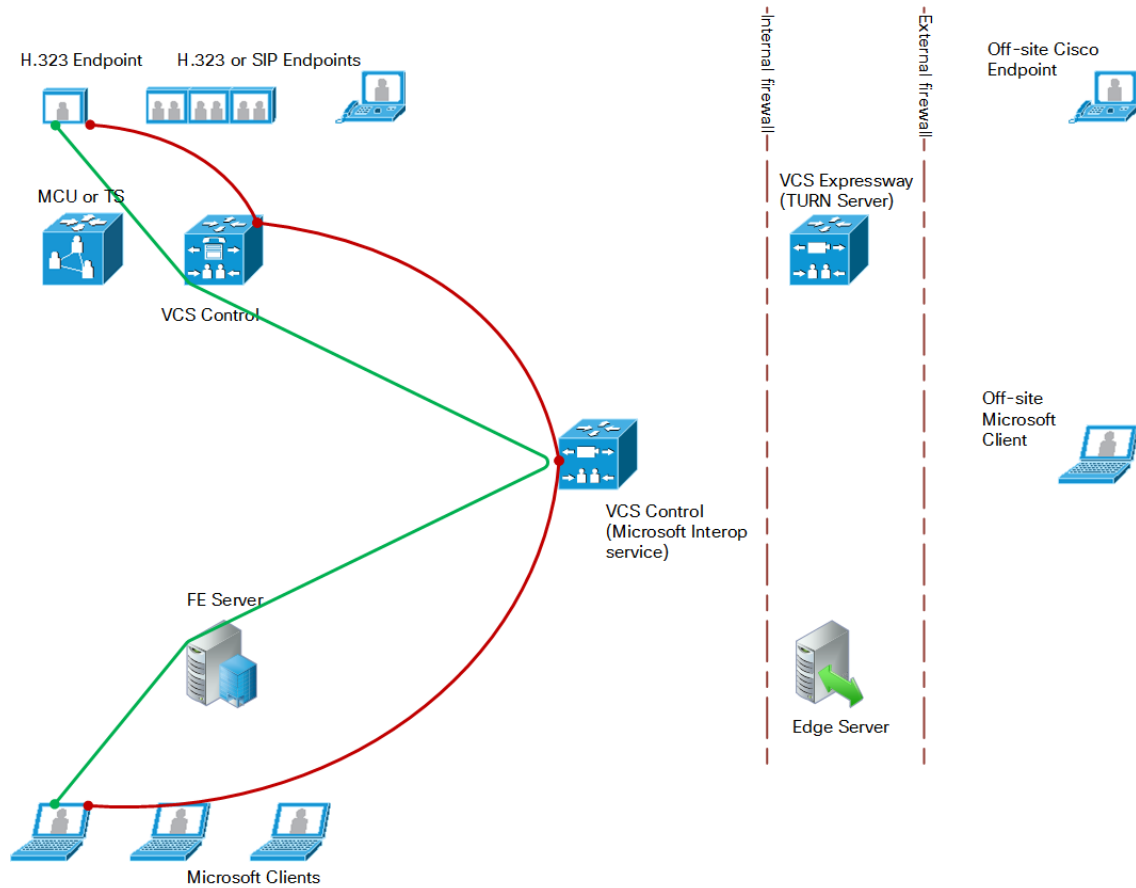 H.323 Endpoint
H.323 or SIP Endpoints
Internal firewall
External firewall
Off-site Cisco
Endpoint
MCU or TS
VCS Control
VCS Expressway
(TURN Server)
Off-site
Microsoft
Client
VCS Control
(Microsoft Interop
service)
FE Server
Edge Server
Microsoft Clients